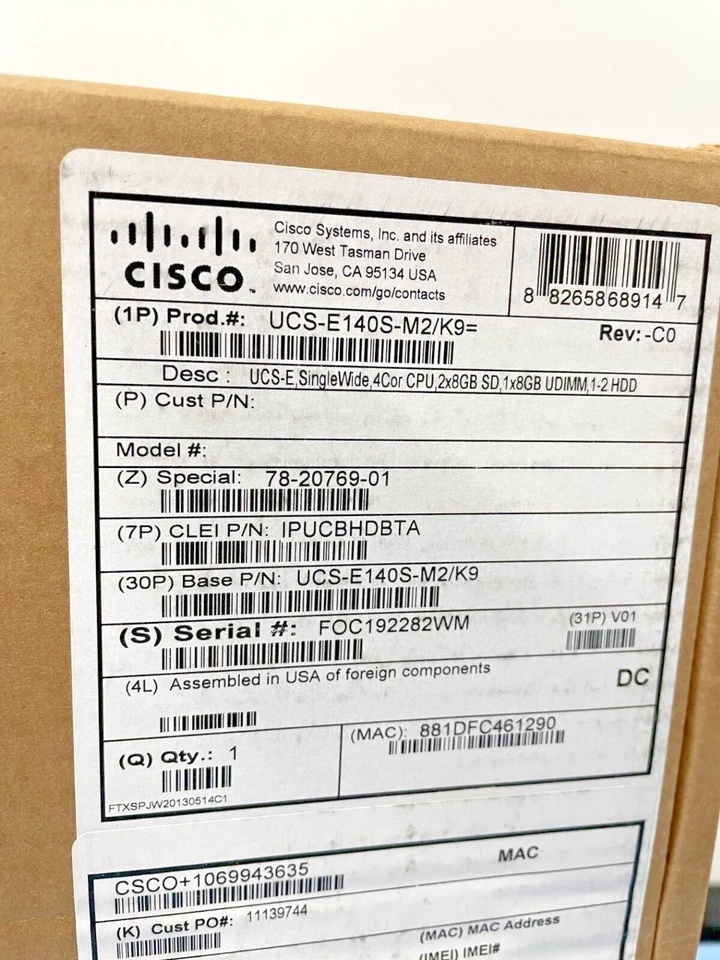 CISCO™
Cisco Systems, Inc. and its affiliates
170 West Tasman Drive
San Jose, CA 95134 USA
www.cisco.com/go/contacts
8 8265868914 7
(1P) Prod.#: UCS-E140S-M2/K9=
Rev:-C0
Desc : UCS-E,SingleWide,4Cor CPU,2x8GB SD,1x8GB UDIMM,1-2 HDD
(P) Cust P/N:
Model #:
(Z) Special: 78-20769-01
(7P) CLEI P/N: IPUCBHDBTA
(30P) Base P/N: UCS-E140S-M2/K9
(S) Serial #: FOC192282WM
(31P) V01
(4L) Assembled in USA of foreign components
DC
(Q) Qty.: 1
(MAC): 881DFC461290
FTXSPJW20130514C1
CSCO+1069943635
MAC
(K) Cust PO#: 11139744
(MAC) MAC Address
(IMEI) IMEI#